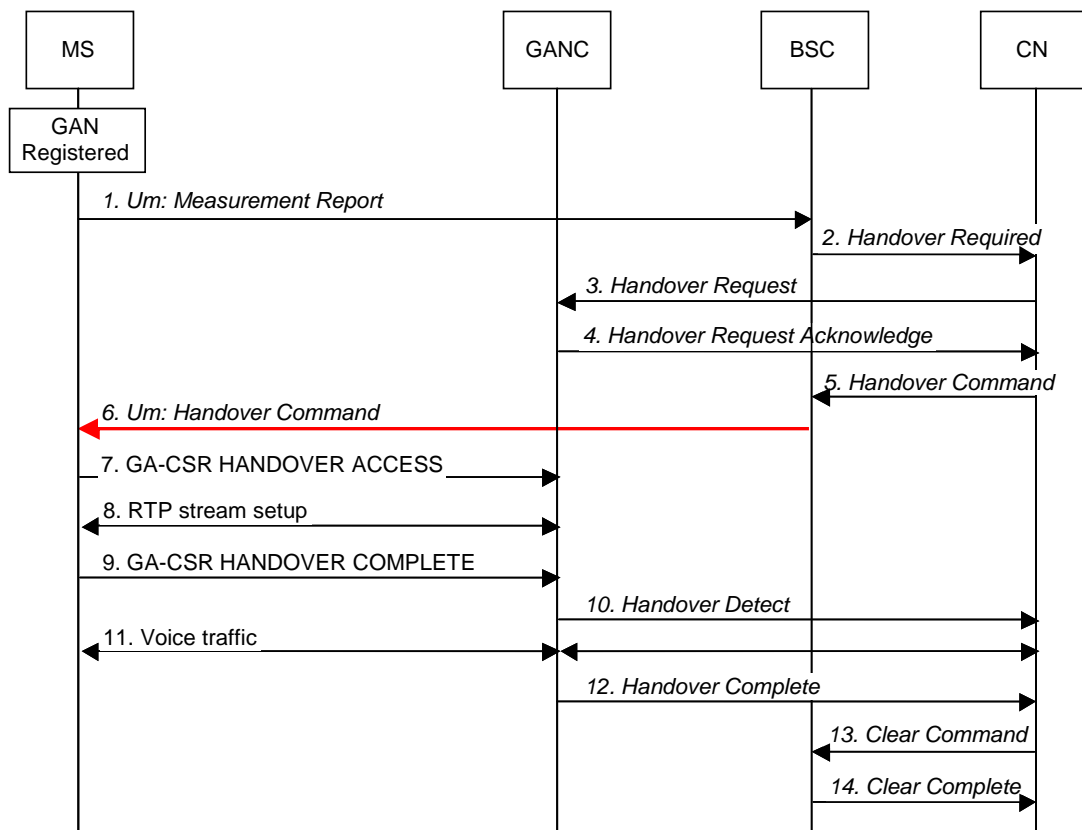 MS
GANC
BSC
CN
GAN
Registered
1. Um: Measurement Report
2. Handover Required
3. Handover Request
4. Handover Request Acknowledge
5. Handover Command
6. Um: Handover Command
7. GA-CSR HANDOVER ACCESS
8. RTP stream setup
9. GA-CSR HANDOVER COMPLETE
10. Handover Detect
11. Voice traffic
12. Handover Complete
13. Clear Command
14. Clear Complete